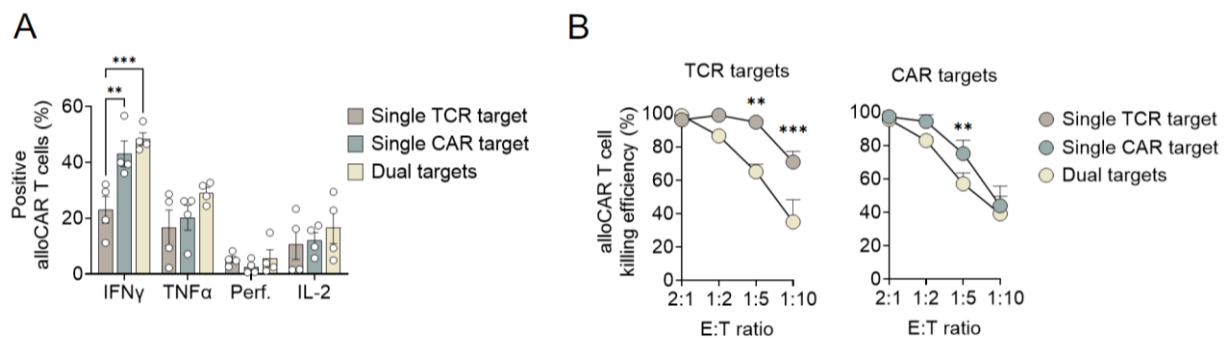 A
***
**
Positive
alloCAR T cells (%)
60
40
20
0
IFNγ
TNFα
Perf.
IL-2
Single TCR target
Single CAR target
Dual targets
B
TCR targets
alloCAR T cell
killing efficiency (%)
100
80
60
40
20
0
**
***
2:1
1:2
1:5
1:10
E:T ratio
CAR targets
100
80
60
40
20
0
**
2:1
1:2
1:5
1:10
E:T ratio
Single TCR target
Single CAR target
Dual targets